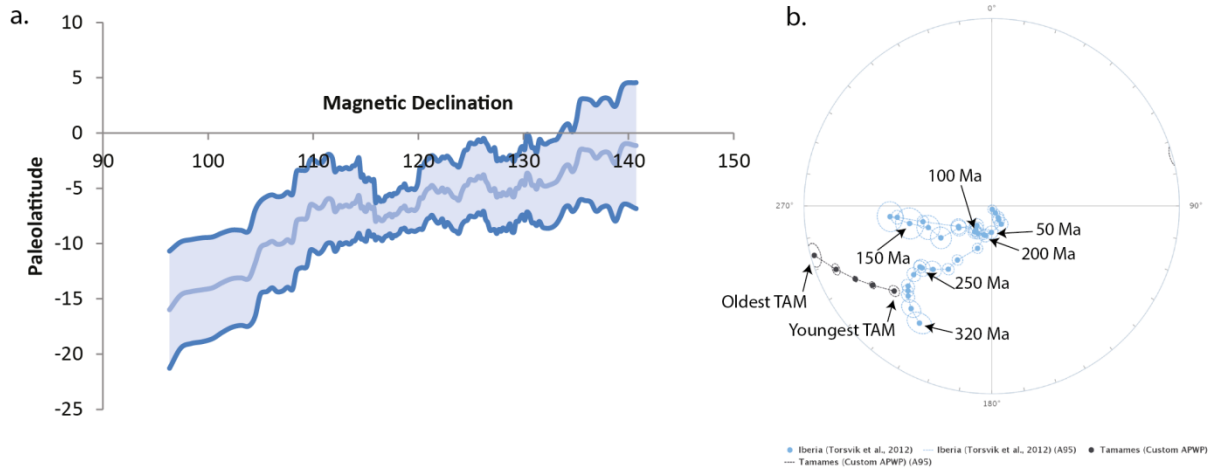 a.
10
5
0
-5
-10
-15
-20
-25
Paleolatitude
Magnetic Declination
90 100 110 120 130 140 150
b.
0°
90°
180°
270°
100 Ma
50 Ma
200 Ma
150 Ma
250 Ma
Oldest TAM
Youngest TAM
320 Ma
Iberia (Torsvik et al., 2012) Iberia (Torsvik et al., 2012) (A95) Tamames (Custom APWP)
Tamames (Custom APWP) (A95)